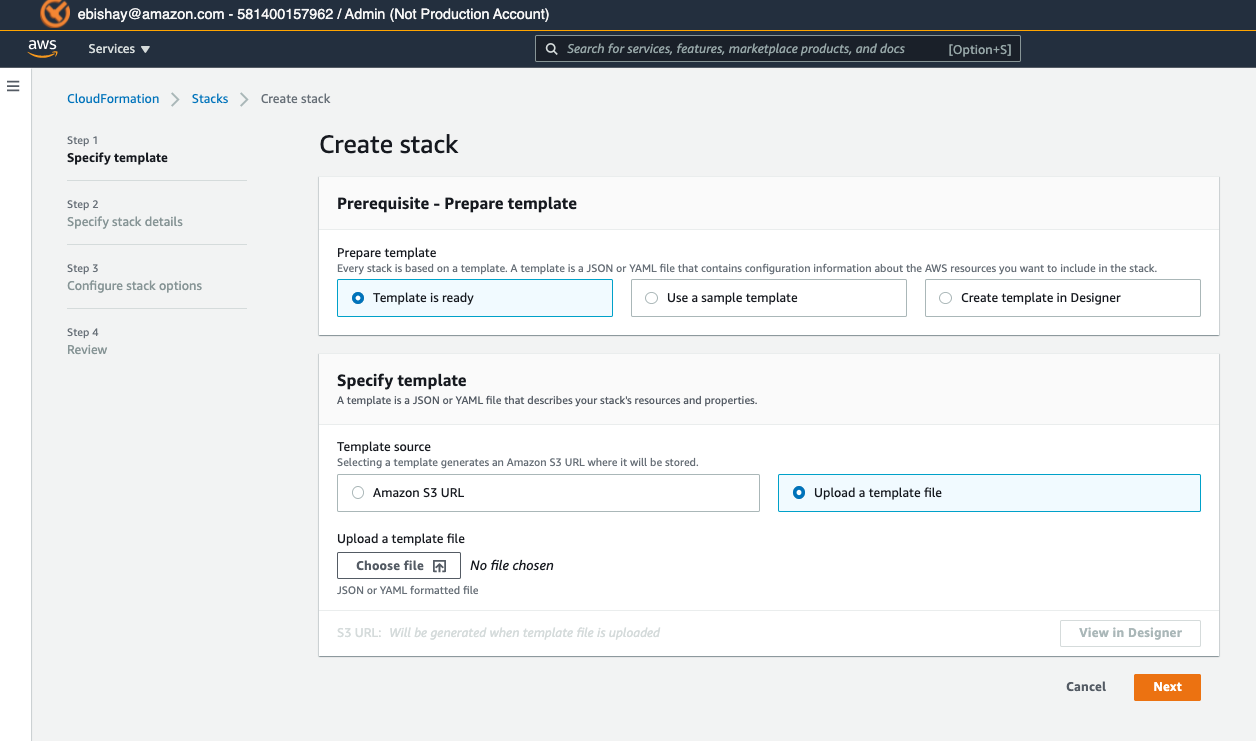 ebishay@amazon.com - 581400157962 / Admin (Not Production Account)
aws Services Search for services, features, marketplace products, and docs [Option+S]
CloudFormation Stacks Create stack
Step 1
Specify template
Step 2
Specify stack details
Step 3
Configure stack options
Step 4
Review
Create stack
Prerequisite - Prepare template
Prepare template
Every stack is based on a template. A template is a JSON or YAML file that contains configuration information about the AWS resources you want to include in the stack.
Template is ready Use a sample template Create template in Designer
Specify template
A template is a JSON or YAML file that describes your stack's resources and properties.
Template source
Selecting a template generates an Amazon S3 URL where it will be stored.
Amazon S3 URL Upload a template file
Upload a template file
Choose file No file chosen
JSON or YAML formatted file
S3 URL: Will be generated when template file is uploaded View in Designer
Cancel Next